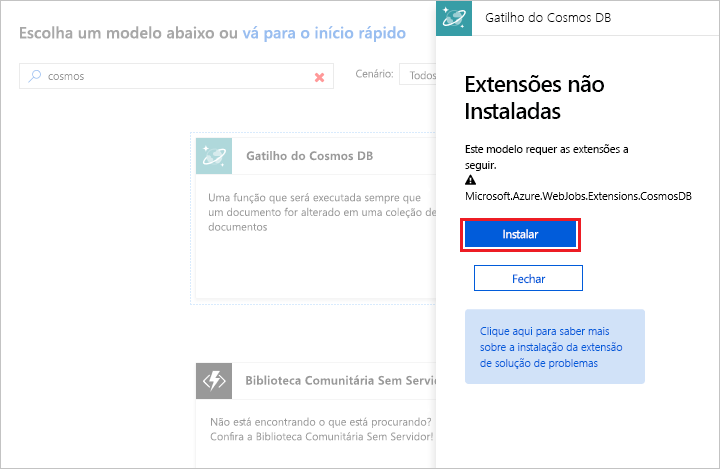 Escolha um modelo abaixo ou vá para o início rápido
cosmos
Cenário:
Todos
Gatilho do Cosmos DB
Uma função que será executada sempre que
um documento for alterado em uma coleção de
documentos
Biblioteca Comunitária Sem Servido
Não está encontrando o que está procurando?
Confira a Biblioteca Comunitária Sem Servidor!
Gatilho do Cosmos DB
Extensões não
Instaladas
Este modelo requer as extensões a
seguir.
Microsoft.Azure.WebJobs.Extensions.CosmosDB
Instalar
Fechar
Clique aqui para saber mais
sobre a instalação da extensão
de solução de problemas